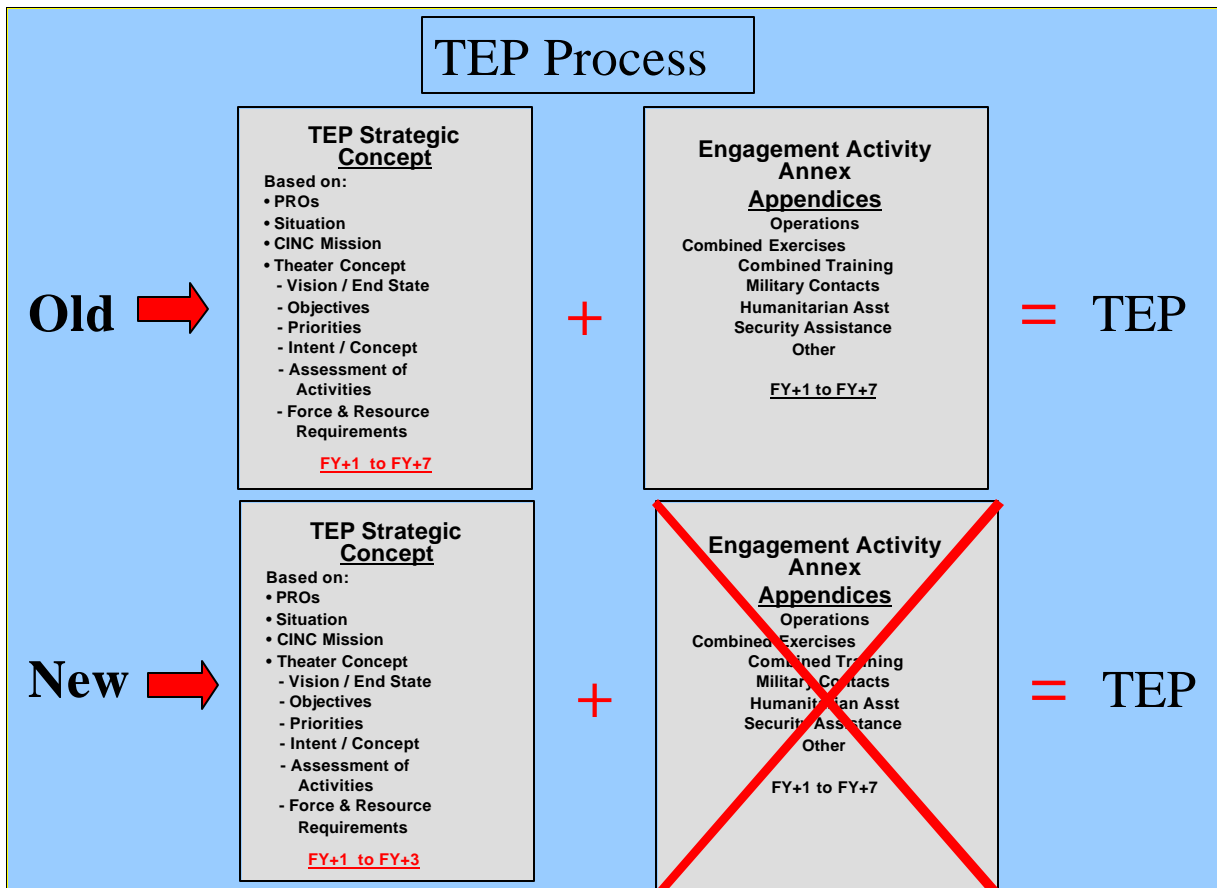 TEP Process
Old
TEP Strategic
Concept
Based on:
• PROs
• Situation
• CINC Mission
• Theater Concept
- Vision / End State
- Objectives
- Priorities
- Intent / Concept
- Assessment of
Activities
- Force & Resource
Requirements
FY+1 to FY+7
+
Engagement Activity
Annex
Appendices
Operations
Combined Exercises
Combined Training
Military Contacts
Humanitarian Asst
Security Assistance
Other
FY+1 to FY+7
= TEP
New
TEP Strategic
Concept
Based on:
• PROs
• Situation
• CINC Mission
• Theater Concept
- Vision / End State
- Objectives
- Priorities
- Intent / Concept
- Assessment of
Activities
- Force & Resource
Requirements
FY+1 to FY+3
+
Engagement Activity
Annex
Appendices
Operations
Combined Exercises
Combined Training
Military Contacts
Humanitarian Asst
Security Assistance
Other
FY+1 to FY+7
= TEP